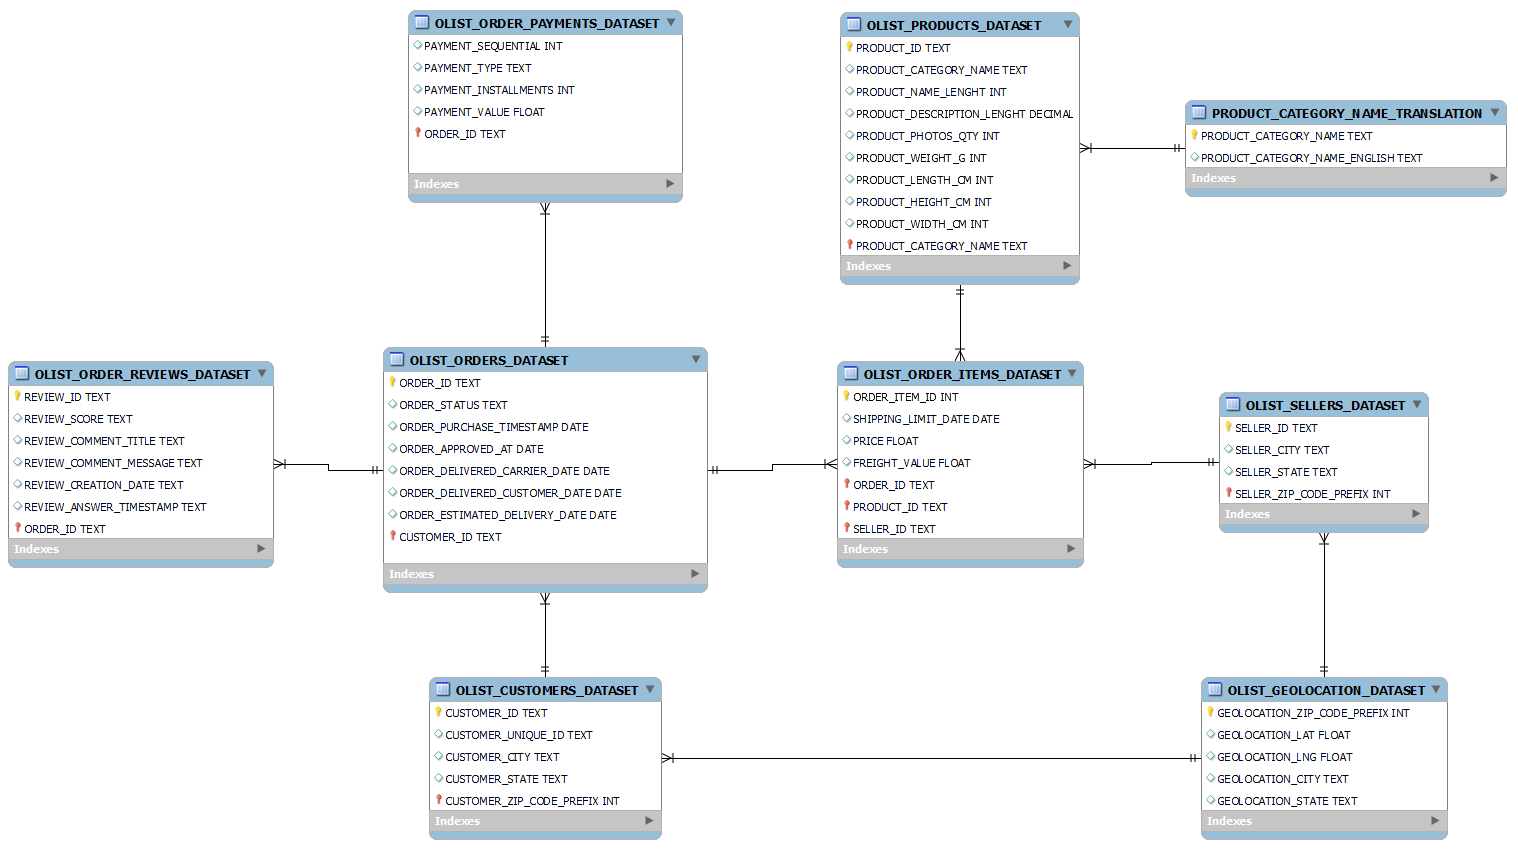 OLIST_ORDER_PAYMENTS_DATASET
PAYMENT_SEQUENTIAL INT
PAYMENT_TYPE TEXT
PAYMENT_INSTALLMENTS INT
PAYMENT_VALUE FLOAT
ORDER_ID TEXT
Indexes
OLIST_PRODUCTS_DATASET
PRODUCT_ID TEXT
PRODUCT_CATEGORY_NAME TEXT
PRODUCT_NAME_LENGHT INT
PRODUCT_DESCRIPTION_LENGHT DECIMAL
PRODUCT_PHOTOS_QTY INT
PRODUCT_WEIGHT_G INT
PRODUCT_LENGTH_CM INT
PRODUCT_HEIGHT_CM INT
PRODUCT_WIDTH_CM INT
PRODUCT_CATEGORY_NAME TEXT
Indexes
PRODUCT_CATEGORY_NAME_TRANSLATION
PRODUCT_CATEGORY_NAME TEXT
PRODUCT_CATEGORY_NAME_ENGLISH TEXT
Indexes
OLIST_ORDER_REVIEWS_DATASET
REVIEW_ID TEXT
REVIEW_SCORE TEXT
REVIEW_COMMENT_TITLE TEXT
REVIEW_COMMENT_MESSAGE TEXT
REVIEW_CREATION_DATE TEXT
REVIEW_ANSWER_TIMESTAMP TEXT
ORDER_ID TEXT
Indexes
OLIST_ORDERS_DATASET
ORDER_ID TEXT
ORDER_STATUS TEXT
ORDER_PURCHASE_TIMESTAMP DATE
ORDER_APPROVED_AT DATE
ORDER_DELIVERED_CARRIER_DATE DATE
ORDER_DELIVERED_CUSTOMER_DATE DATE
ORDER_ESTIMATED_DELIVERY_DATE DATE
CUSTOMER_ID TEXT
Indexes
OLIST_ORDER_ITEMS_DATASET
ORDER_ITEM_ID INT
SHIPPING_LIMIT_DATE DATE
PRICE FLOAT
FREIGHT_VALUE FLOAT
ORDER_ID TEXT
PRODUCT_ID TEXT
SELLER_ID TEXT
Indexes
OLIST_SELLERS_DATASET
SELLER_ID TEXT
SELLER_CITY TEXT
SELLER_STATE TEXT
SELLER_ZIP_CODE_PREFIX INT
Indexes
OLIST_CUSTOMERS_DATASET
CUSTOMER_ID TEXT
CUSTOMER_UNIQUE_ID TEXT
CUSTOMER_CITY TEXT
CUSTOMER_STATE TEXT
CUSTOMER_ZIP_CODE_PREFIX INT
Indexes
OLIST_GEOLOCATION_DATASET
GEOLOCATION_ZIP_CODE_PREFIX INT
GEOLOCATION_LAT FLOAT
GEOLOCATION_LNG FLOAT
GEOLOCATION_CITY TEXT
GEOLOCATION_STATE TEXT
Indexes